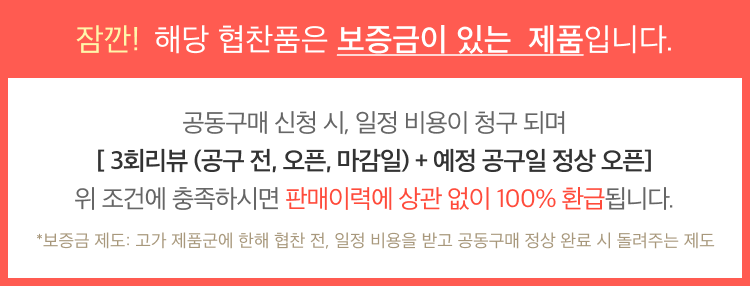 잠깐! 해당 협찬품은 보증금이 있는 제품입니다.
공동구매 신청 시, 일정 비용이 청구 되며
[ 3회리뷰 (공구 전, 오픈, 마감일) + 예정 공구일 정상 오픈]
위 조건에 충족하시면 판매이력에 상관 없이 100% 환급됩니다.
*보증금 제도: 고가 제품군에 한해 협찬 전, 일정 비용을 받고 공동구매 정상 완료 시 돌려주는 제도